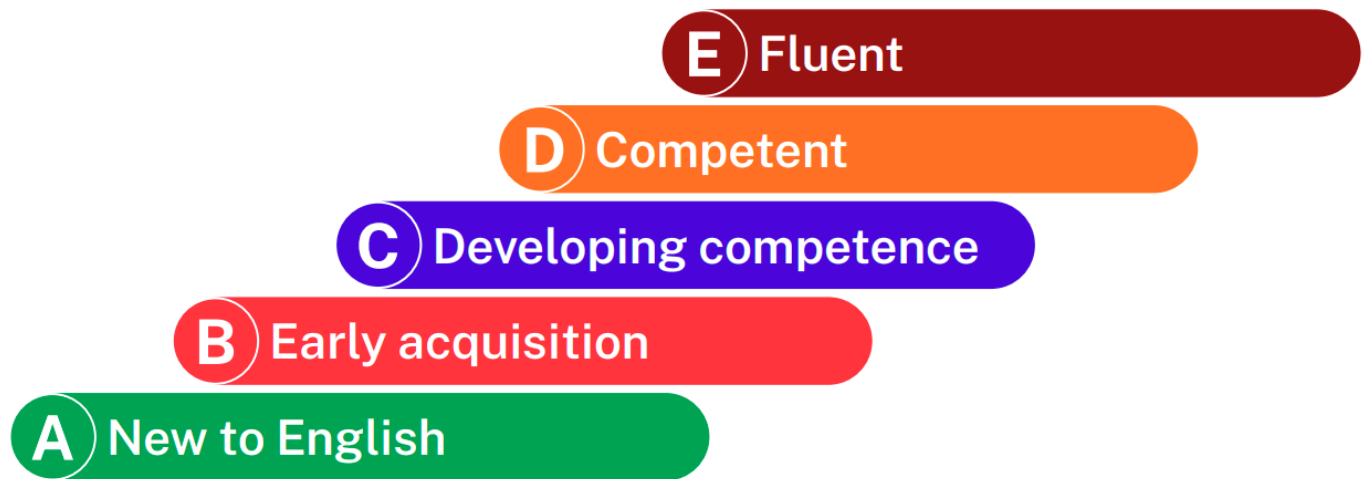 E Fluent
D Competent
C Developing competence
B Early acquisition
A New to English